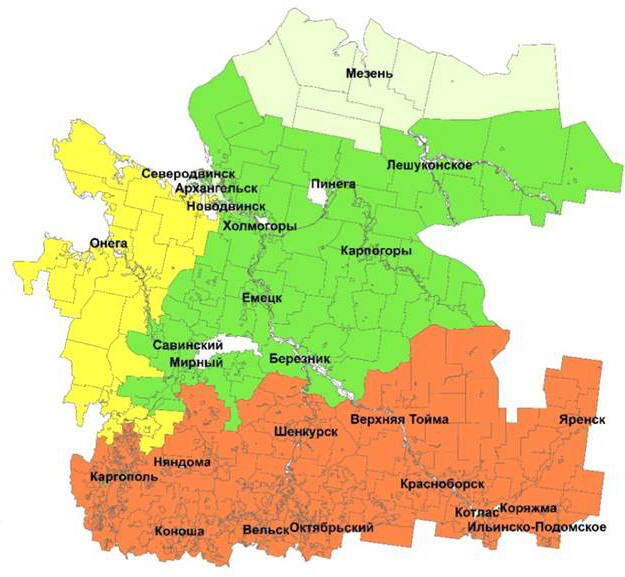 Мезень
Лешуконское
Северодвинск
Архангельск
Пинега
Новодвинск
Холмогоры
Онега
Карпогоры
Емецк
Савинский
Мирный
Березник
Шенкурск
Верхняя Тойма
Яренск
Няндома
Каргополь
Красноборск
Котлас
Коряжма
Коноша
Вельск
Октябрьский
Ильинско-Подомское